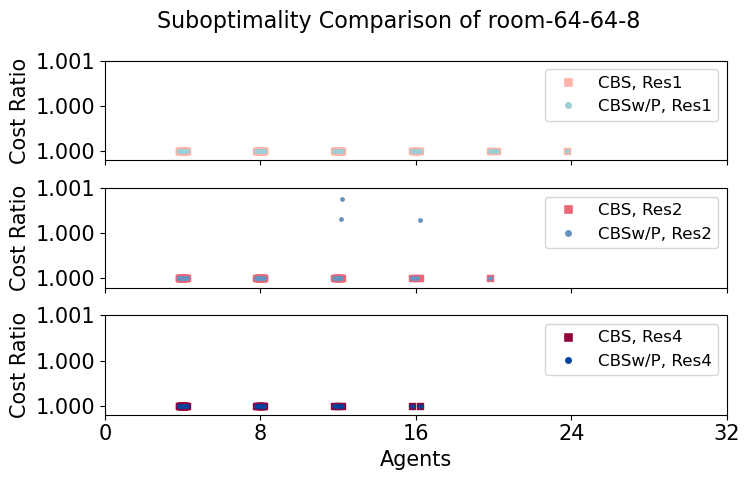 Suboptimality Comparison of room-64-64-8
1.001
1.000
1.000
Cost Ratio
CBS, Res1
CBSw/P, Res1
1.001
1.000
1.000
Cost Ratio
CBS, Res2
CBSw/P, Res2
1.001
1.000
1.000
Cost Ratio
CBS, Res4
CBSw/P, Res4
0 8 16 24 32
Agents